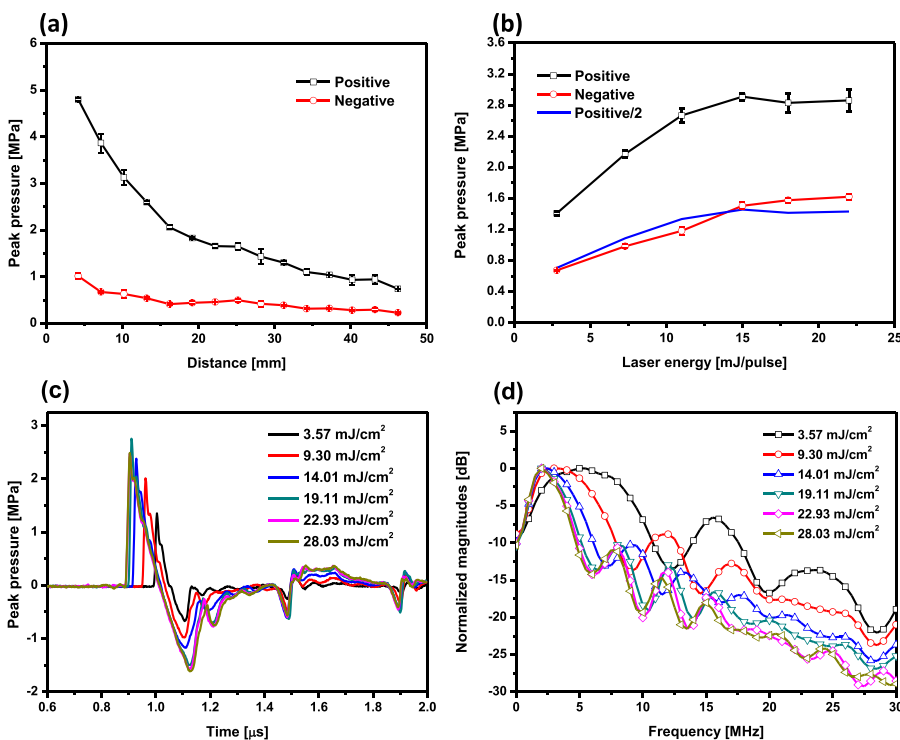 (a)
6
5
4
3
2
1
0
0 10 20 30 40 50
Peak pressure [MPa]
Distance [mm]
Positive
Negative
(b)
3.6
3.2
2.8
2.4
2.0
1.6
1.2
0.8
0.4
0.0
0 5 10 15 20 25
Peak pressure [MPa]
Laser energy [mJ/pulse]
Positive
Negative
Positive/2
(c)
3
2
1
0
-1
-2
0.6 0.8 1.0 1.2 1.4 1.6 1.8 2.0
Peak pressure [MPa]
Time [μs]
3.57 mJ/cm²
9.30 mJ/cm²
14.01 mJ/cm²
19.11 mJ/cm²
22.93 mJ/cm²
28.03 mJ/cm²
(d)
5
0
-5
-10
-15
-20
-25
-30
0 5 10 15 20 25 30
Normalized magnitudes [dB]
Frequency [MHz]
3.57 mJ/cm²
9.30 mJ/cm²
14.01 mJ/cm²
19.11 mJ/cm²
22.93 mJ/cm²
28.03 mJ/cm²